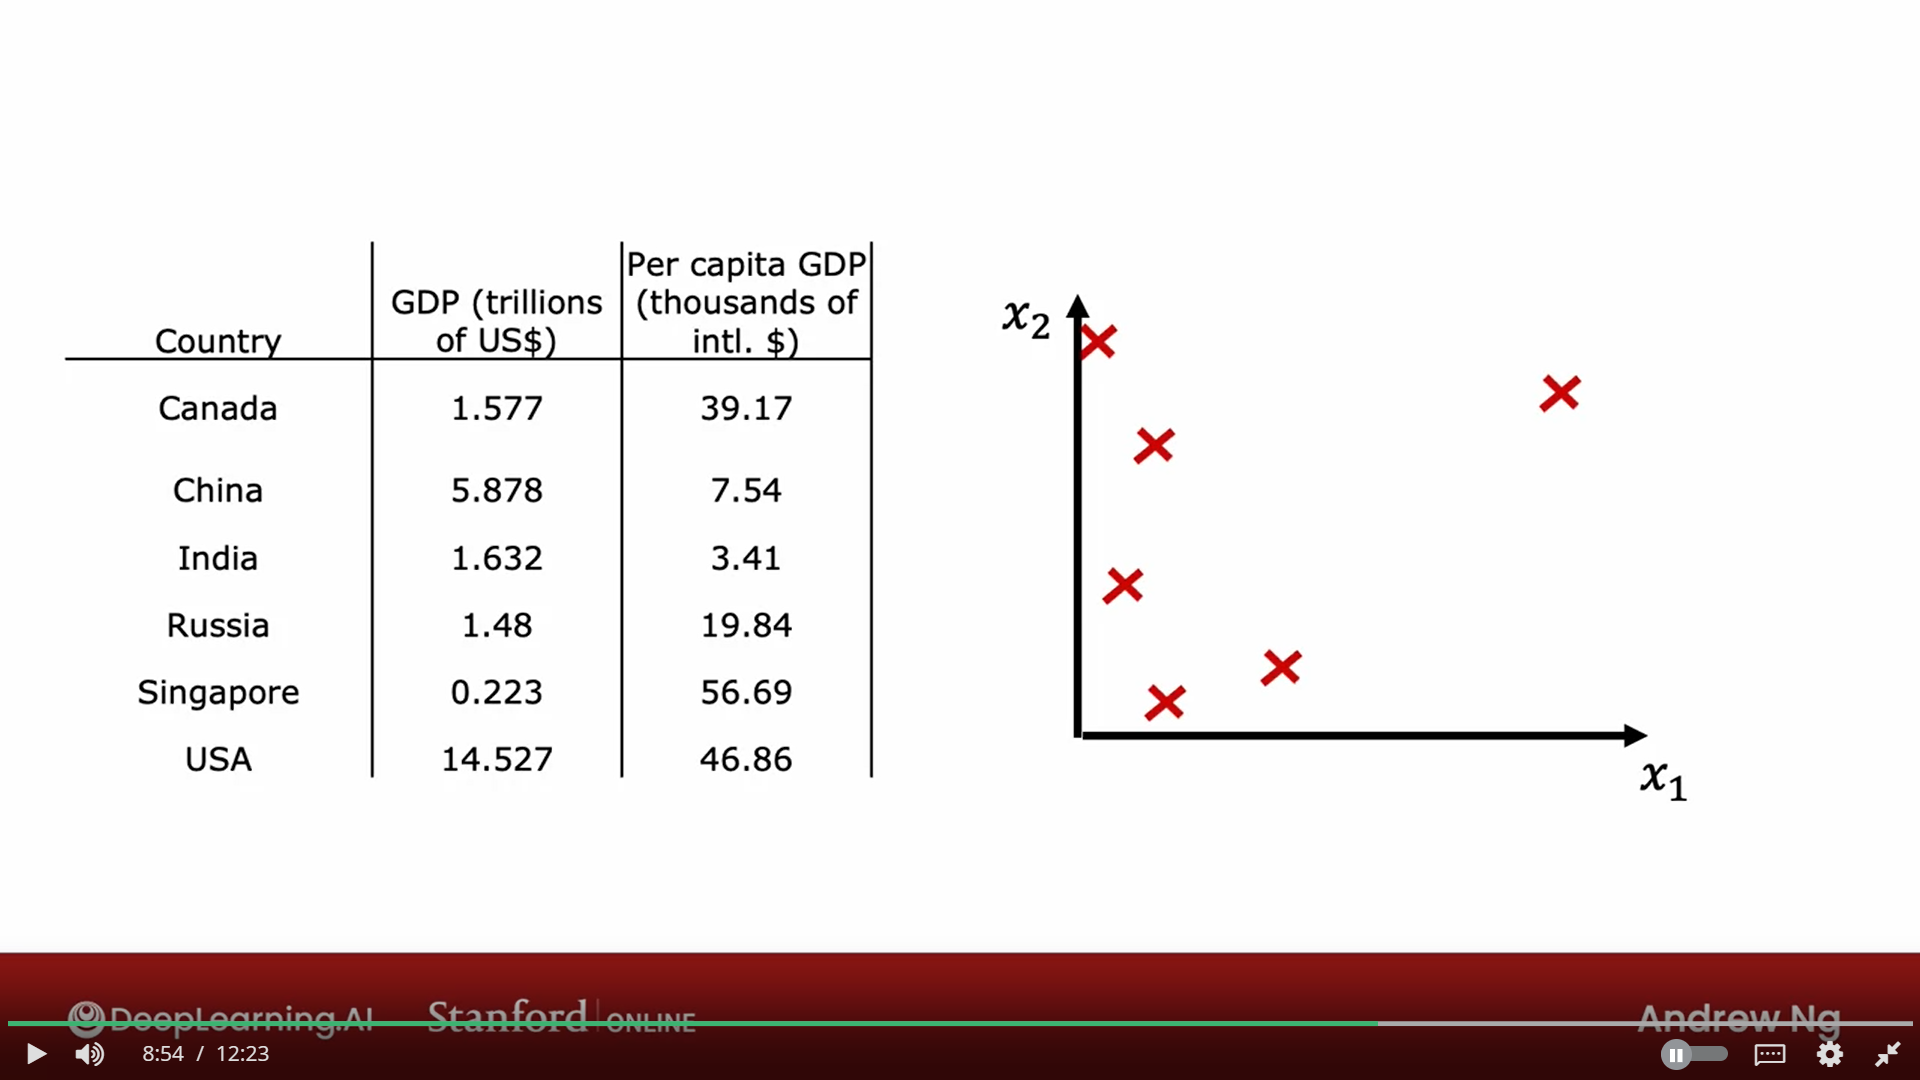 Country	GDP (trillions of US$)	Per capita GDP (thousands of intl. $)
Canada	1.577	39.17
China	5.878	7.54
India	1.632	3.41
Russia	1.48	19.84
Singapore	0.223	56.69
USA	14.527	46.86
x₂
x₁
DeepLearning.AI Stanford ONLINE Andrew Ng
8:54 / 12:23